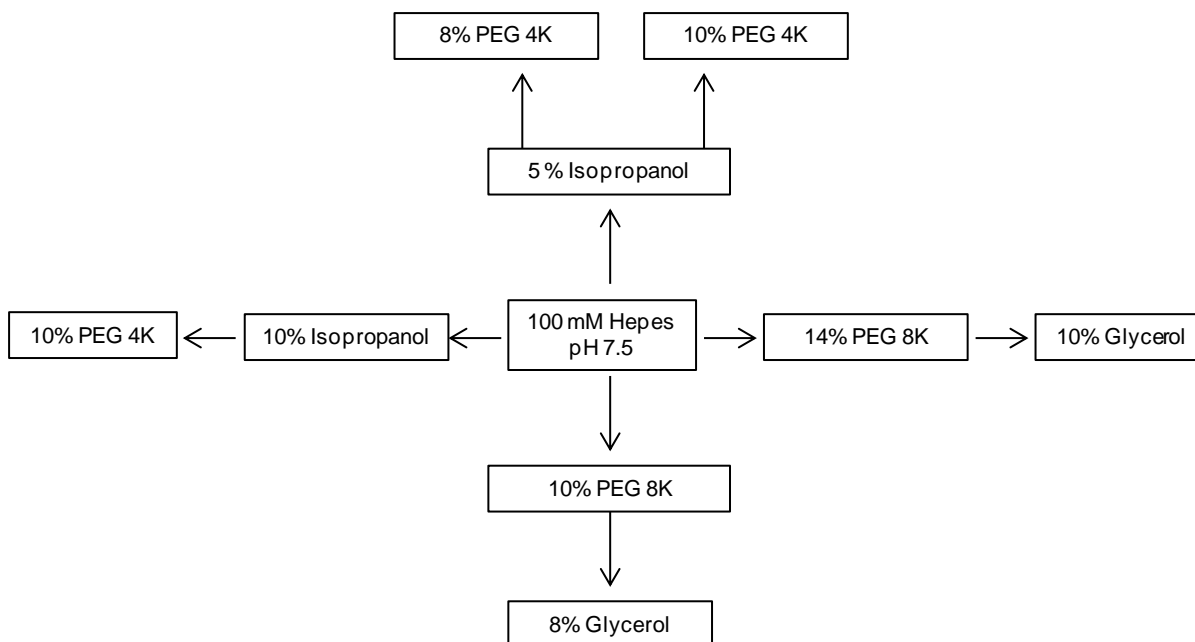 8% PEG 4K
10% PEG 4K
5 % Isopropanol
10% PEG 4K
10% Isopropanol
100 mM Hepes
pH 7.5
14% PEG 8K
10% Glycerol
10% PEG 8K
8% Glycerol